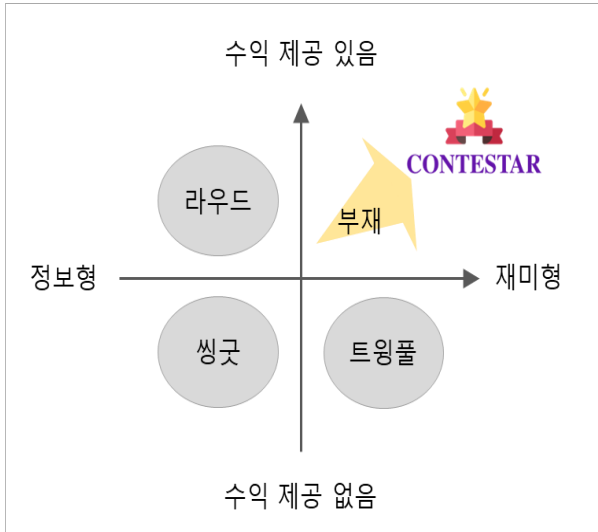 수익 제공 있음
CONTESTAR
라우드
부재
정보형
재미형
씽굿
트윙풀
수익 제공 없음